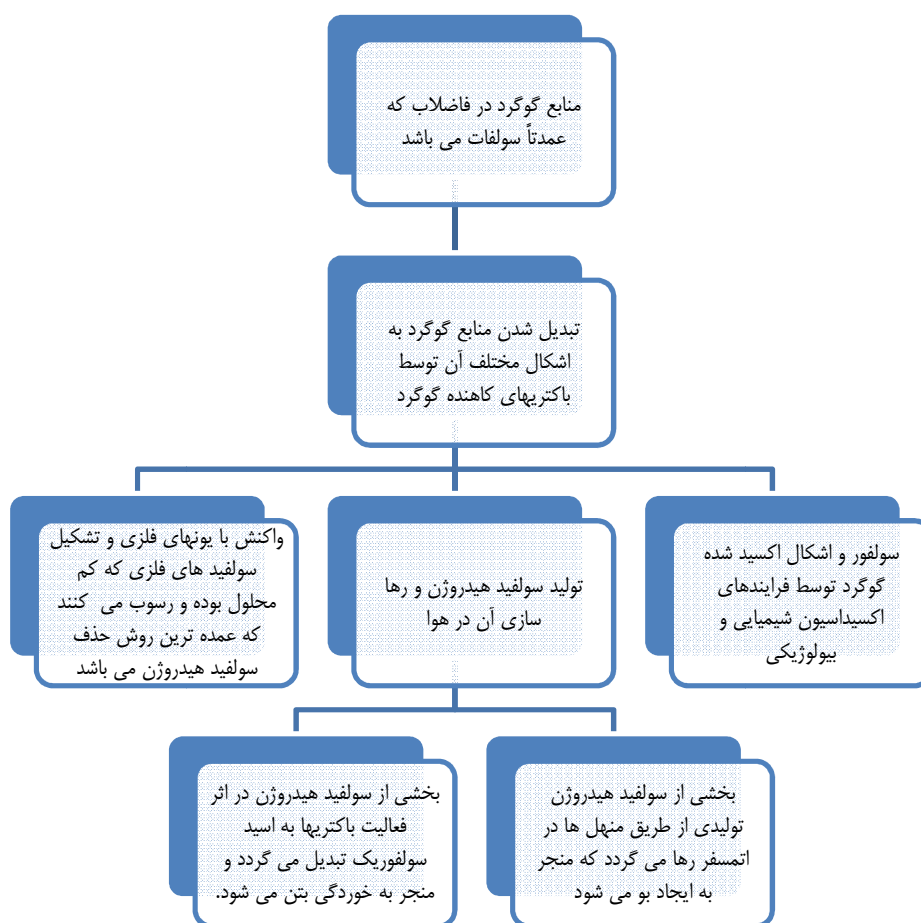 منابع گوگرد در فاضلاب که
عمدتاً سولفات می باشد
تبدیل شدن منابع گوگرد به
اشکال مختلف آن توسط
باکتریهای کاهنده گوگرد
سولفور و اشکال اکسید شده
گوگرد توسط فرایندهای
اکسیداسیون شیمیایی و
بیولوژیکی
تولید سولفید هیدروژن و رها
سازی آن در هوا
واکنش با یونهای فلزی و تشکیل
سولفید های فلزی که کم
محلول بوده و رسوب می کنند
که عمده ترین روش حذف
سولفید هیدروژن می باشد
بخشی از سولفید هیدروژن
تولیدی از طریق منهل ها در
اتمسفر رها می گردد که منجر
به ایجاد بو می شود
بخشی از سولفید هیدروژن در اثر
فعالیت باکتریها به اسید
سولفوریک تبدیل می گردد و
منجر به خوردگی بتن می شود.